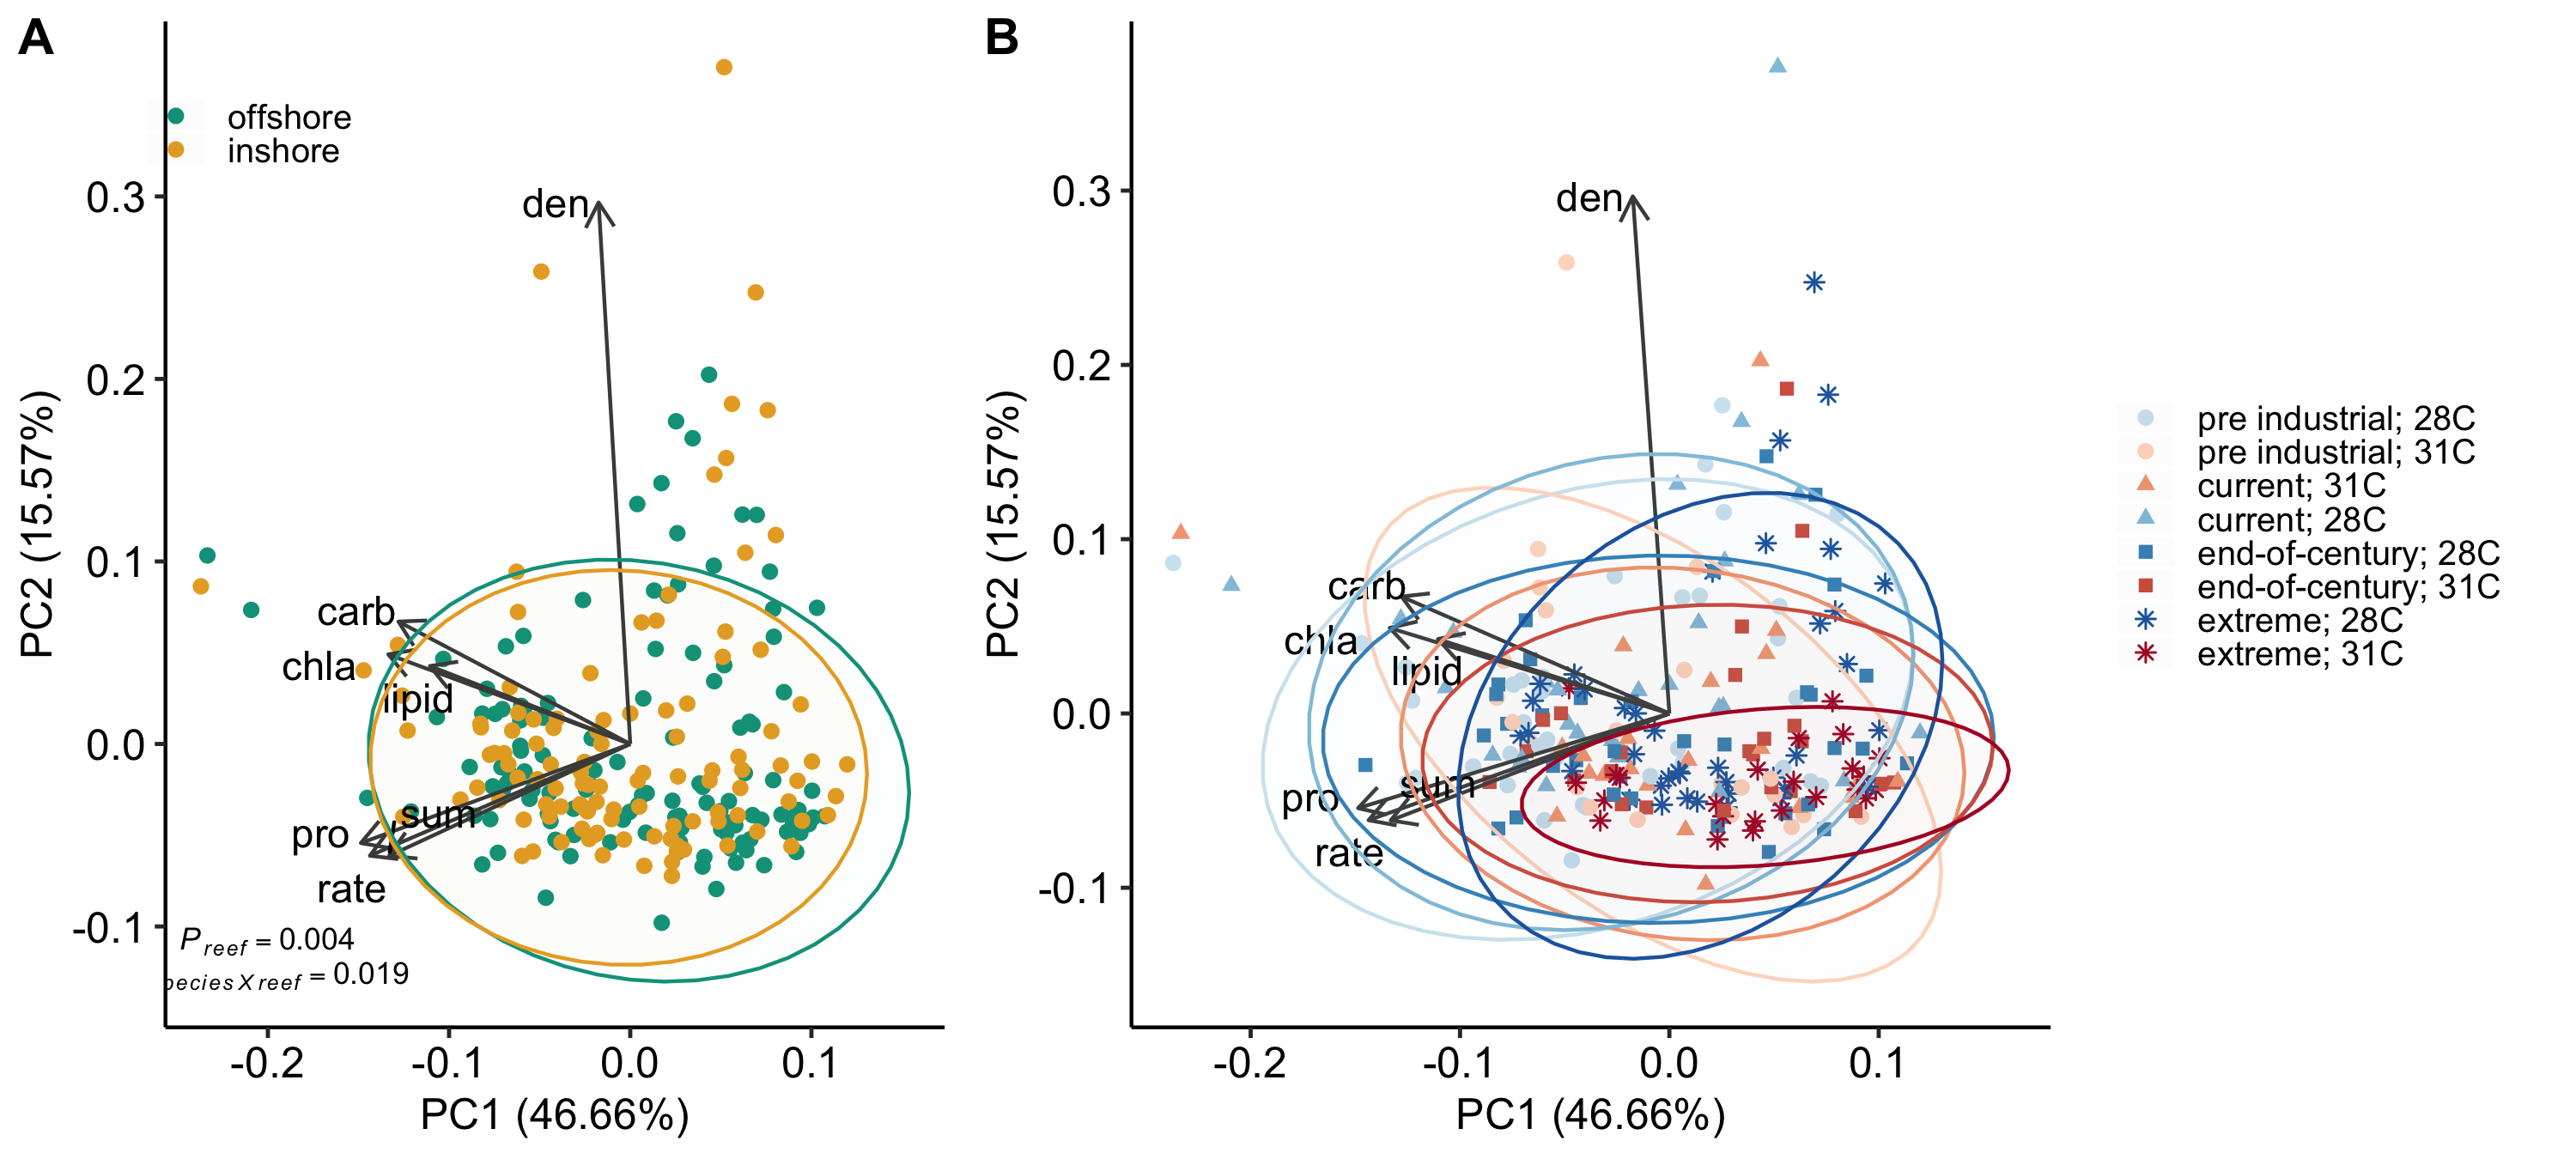 A
offshore
inshore
den
0.3
0.2
0.1
0.0
-0.1
PC2 (15.57%)
carb
chla
lipid
sum
pro
rate
P reef = 0.004
pecies X reef = 0.019
-0.2
-0.1
0.0
0.1
PC1 (46.66%)
B
den
0.3
0.2
0.1
0.0
-0.1
PC2 (15.57%)
carb
chla
lipid
sum
pro
rate
-0.2
-0.1
0.0
0.1
PC1 (46.66%)
pre industrial; 28C
pre industrial; 31C
current; 31C
current; 28C
end-of-century; 28C
end-of-century; 31C
extreme; 28C
extreme; 31C